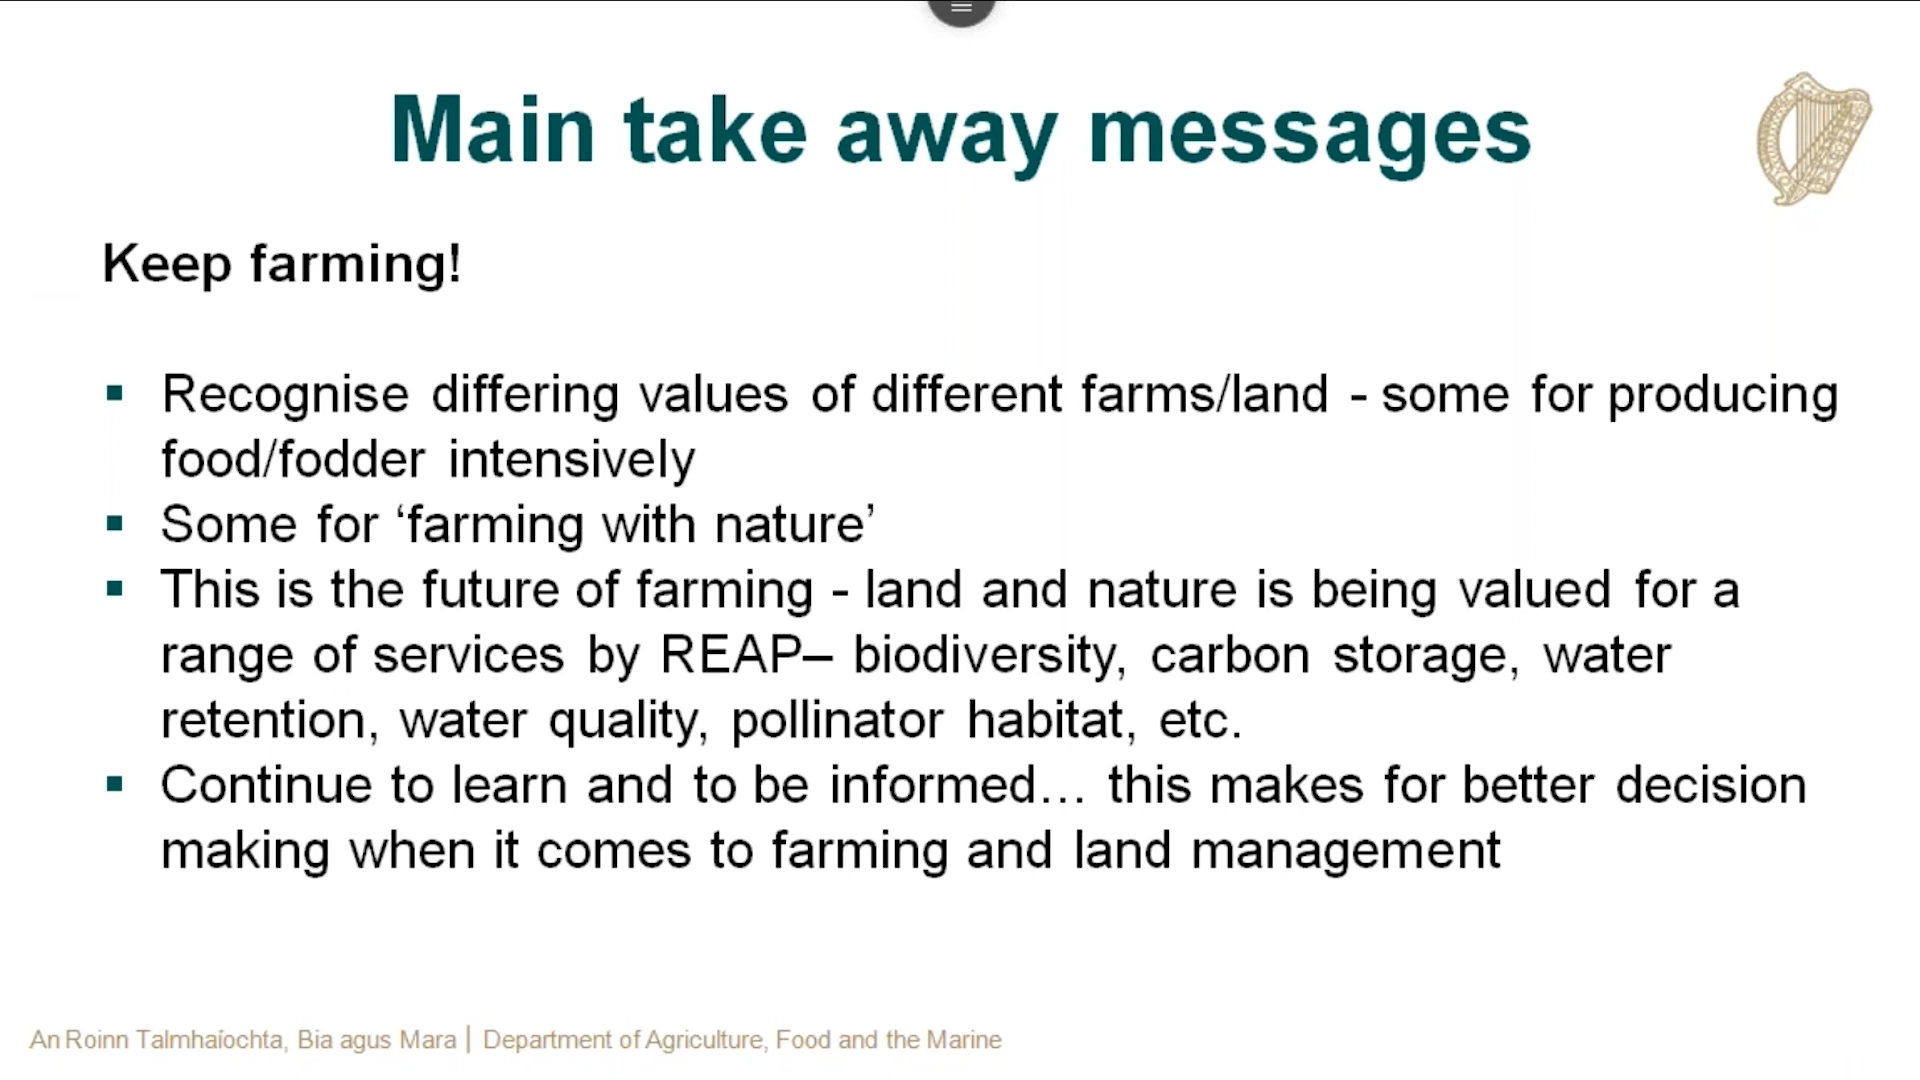 Main take away messages
Keep farming!
▪ Recognise differing values of different farms/land - some for producing
food/fodder intensively
▪ Some for ‘farming with nature’
▪ This is the future of farming - land and nature is being valued for a
range of services by REAP– biodiversity, carbon storage, water
retention, water quality, pollinator habitat, etc.
▪ Continue to learn and to be informed… this makes for better decision
making when it comes to farming and land management
An Roinn Talmhaíochta, Bia agus Mara | Department of Agriculture, Food and the Marine